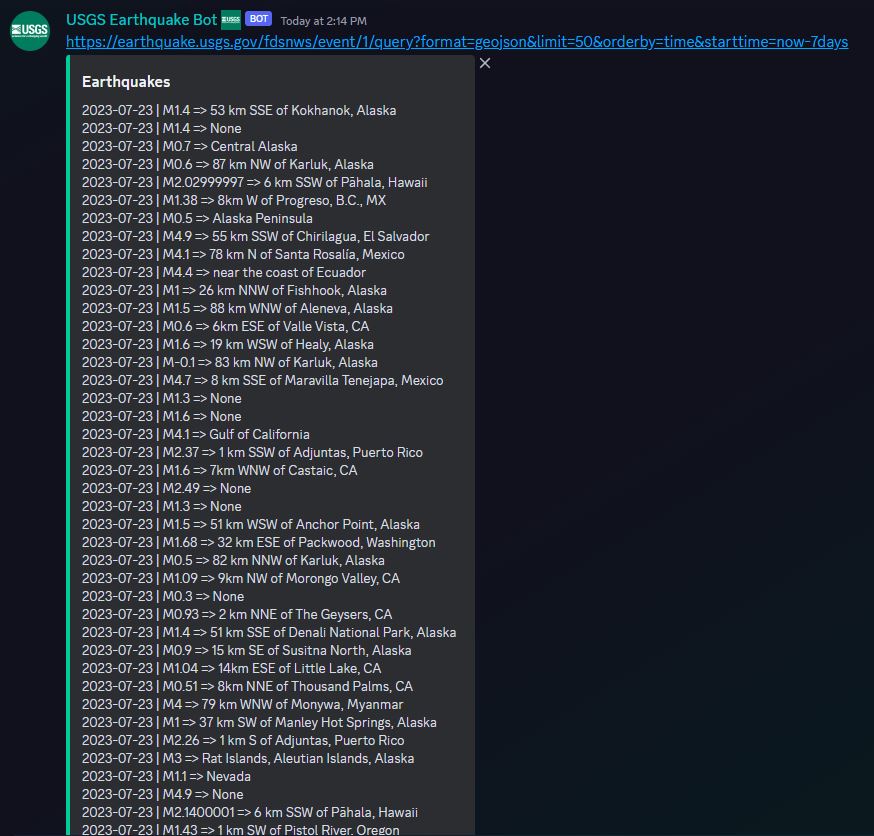 USGS
USGS Earthquake Bot USGS BOT Today at 2:14 PM
https://earthquake.usgs.gov/fdsnws/event/1/query?format=geojson&limit=50&orderby=time&starttime=now-7days
Earthquakes
2023-07-23 | M1.4 => 53 km SSE of Kokhanok, Alaska
2023-07-23 | M1.4 => None
2023-07-23 | M0.7 => Central Alaska
2023-07-23 | M0.6 => 87 km NW of Karluk, Alaska
2023-07-23 | M2.02999997 => 6 km SSW of Pāhala, Hawaii
2023-07-23 | M1.38 => 8km W of Progreso, B.C., MX
2023-07-23 | M0.5 => Alaska Peninsula
2023-07-23 | M4.9 => 55 km SSW of Chirilagua, El Salvador
2023-07-23 | M4.1 => 78 km N of Santa Rosalía, Mexico
2023-07-23 | M4.4 => near the coast of Ecuador
2023-07-23 | M1 => 26 km NNW of Fishhook, Alaska
2023-07-23 | M1.5 => 88 km WNW of Aleneva, Alaska
2023-07-23 | M0.6 => 6km ESE of Valle Vista, CA
2023-07-23 | M1.6 => 19 km WSW of Healy, Alaska
2023-07-23 | M-0.1 => 83 km NW of Karluk, Alaska
2023-07-23 | M4.7 => 8 km SSE of Maravilla Tenejapa, Mexico
2023-07-23 | M1.3 => None
2023-07-23 | M1.6 => None
2023-07-23 | M4.1 => Gulf of California
2023-07-23 | M2.37 => 1 km SSW of Adjuntas, Puerto Rico
2023-07-23 | M1.6 => 7km WNW of Castaic, CA
2023-07-23 | M2.49 => None
2023-07-23 | M1.3 => None
2023-07-23 | M1.5 => 51 km WSW of Anchor Point, Alaska
2023-07-23 | M1.68 => 32 km ESE of Packwood, Washington
2023-07-23 | M0.5 => 82 km NNW of Karluk, Alaska
2023-07-23 | M1.09 => 9km NW of Morongo Valley, CA
2023-07-23 | M0.3 => None
2023-07-23 | M0.93 => 2 km NNE of The Geysers, CA
2023-07-23 | M1.4 => 51 km SSE of Denali National Park, Alaska
2023-07-23 | M0.9 => 15 km SE of Susitna North, Alaska
2023-07-23 | M1.04 => 14km ESE of Little Lake, CA
2023-07-23 | M0.51 => 8km NNE of Thousand Palms, CA
2023-07-23 | M4 => 79 km WNW of Monywa, Myanmar
2023-07-23 | M1 => 37 km SW of Manley Hot Springs, Alaska
2023-07-23 | M2.26 => 1 km S of Adjuntas, Puerto Rico
2023-07-23 | M3 => Rat Islands, Aleutian Islands, Alaska
2023-07-23 | M1.1 => Nevada
2023-07-23 | M4.9 => None
2023-07-23 | M2.1400001 => 6 km SSW of Pāhala, Hawaii
2023-07-23 | M1.43 => 1 km SW of Pistol River, Oregon